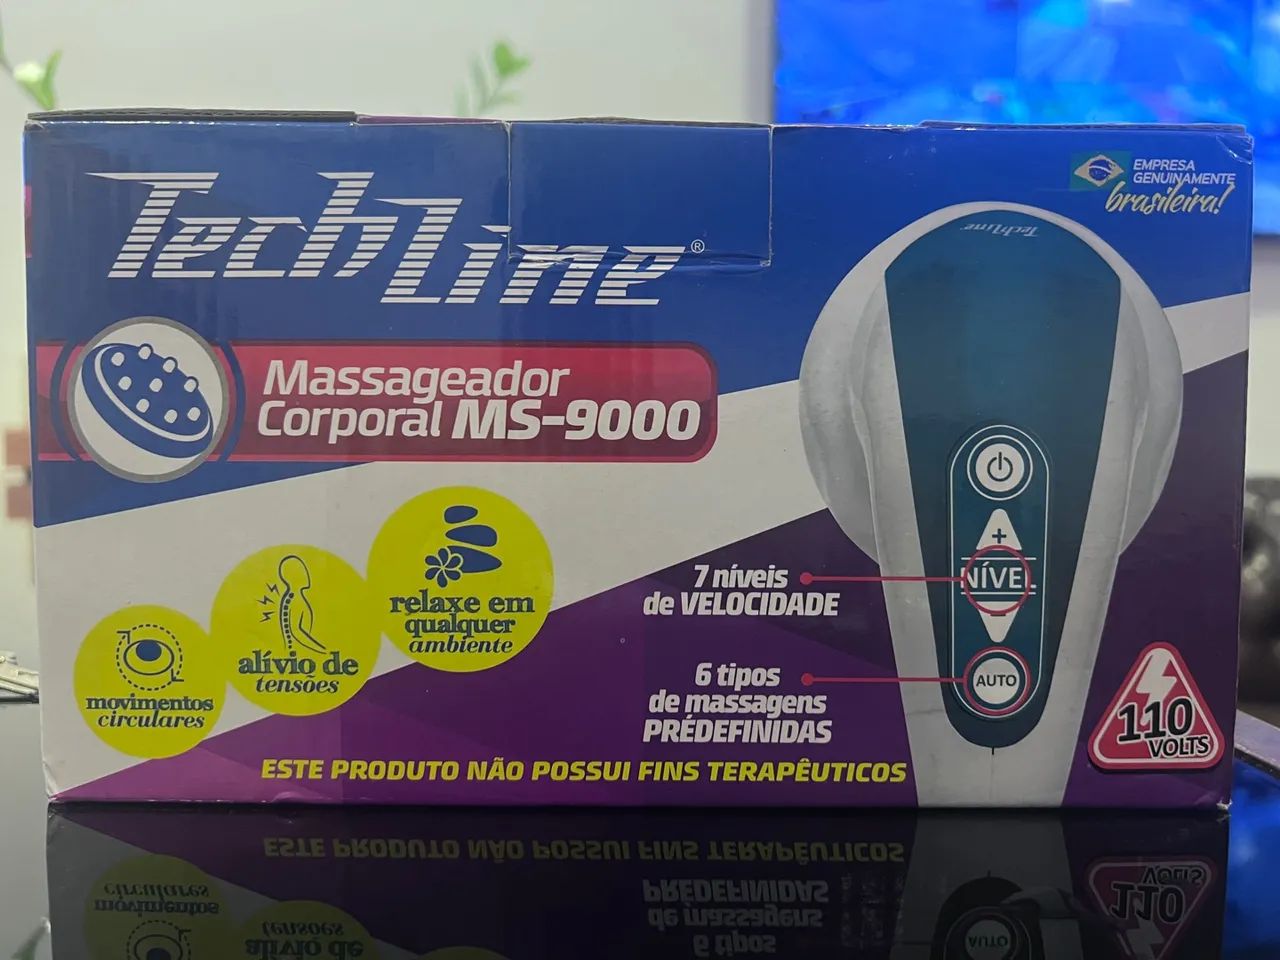 TechLine®
EMPRESA
GENUINAMENTE
brasileira!
TechLine
Massageador
Corporal MS-9000
movimentos
circulares
alívio de
tensões
relaxe em
qualquer
ambiente
7 níveis
de VELOCIDADE
+
NÍVEL
-
6 tipos
de massagens
PRÉDEFINIDAS
AUTO
110
VOLTS
ESTE PRODUTO NÃO POSSUI FINS TERAPÊUTICOS